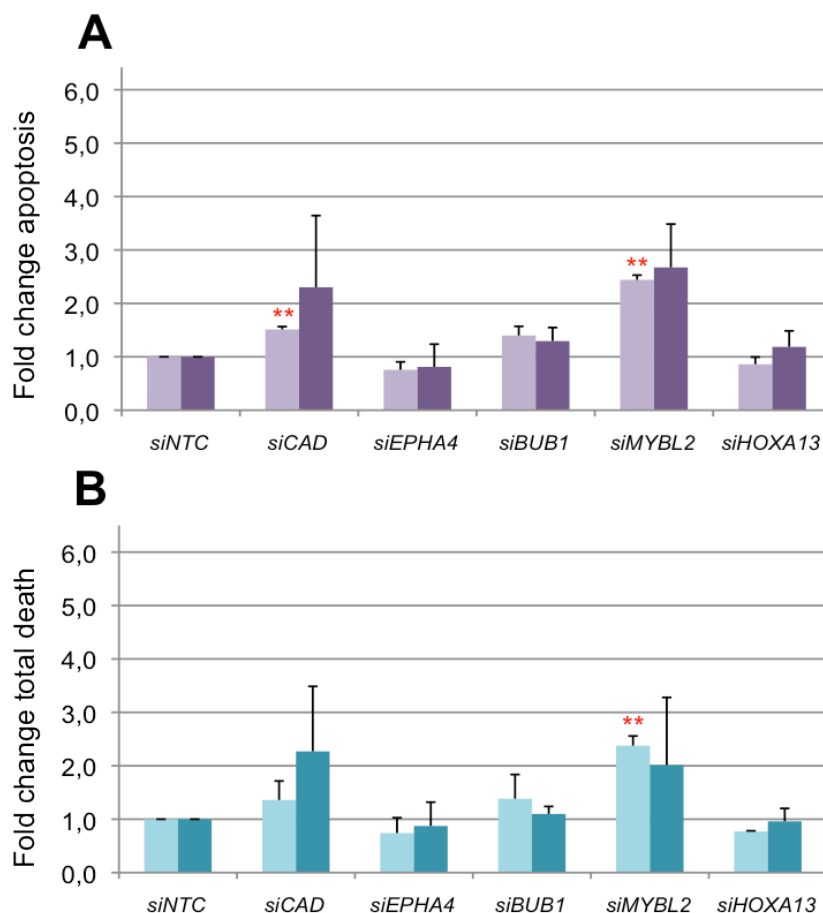 A
Fold change apoptosis
6,0
5,0
4,0
3,0
2,0
1,0
0,0
**
**
siNTC siCAD siEPHA4 siBUB1 siMYBL2 siHOXA13
B
Fold change total death
6,0
5,0
4,0
3,0
2,0
1,0
0,0
**
siNTC siCAD siEPHA4 siBUB1 siMYBL2 siHOXA13